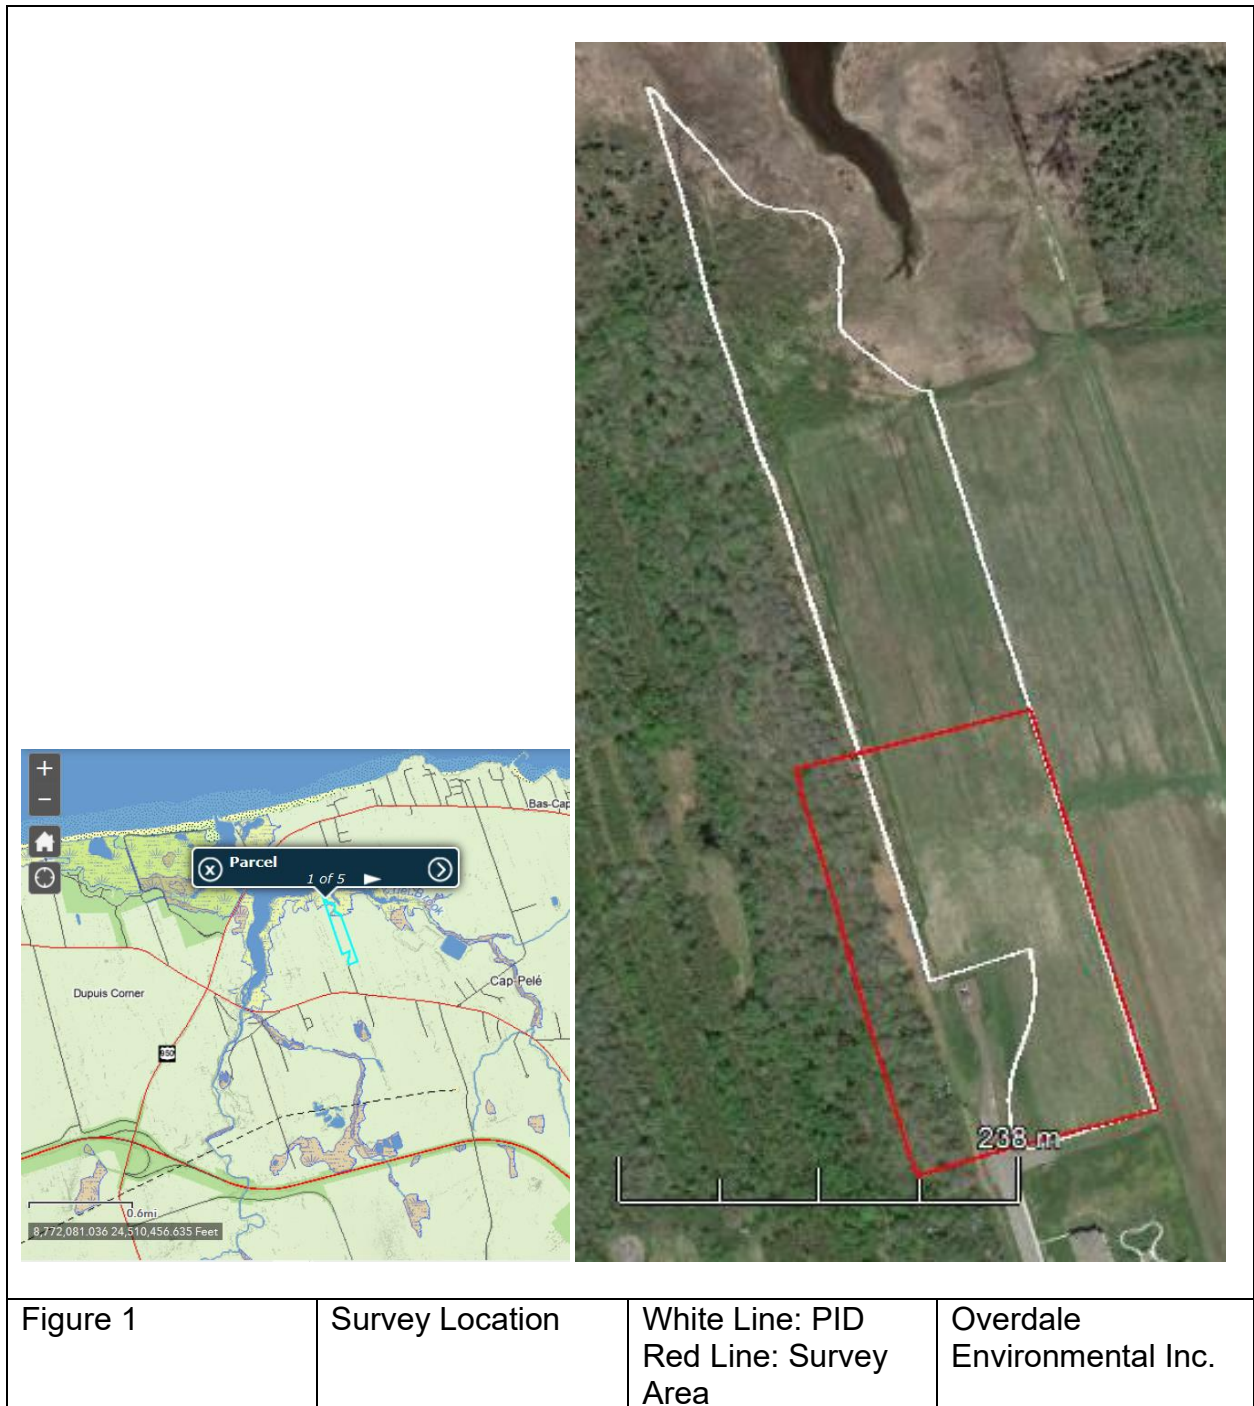 +
−
Bas-Cap
x
Parcel
1 of 5
Dupuis Corner
Cap-Pelé
950
0.6mi
8,772,081.036 24,510,456.635 Feet
238 m
Figure 1
Survey Location
White Line: PID
Red Line: Survey
Area
Overdale
Environmental Inc.